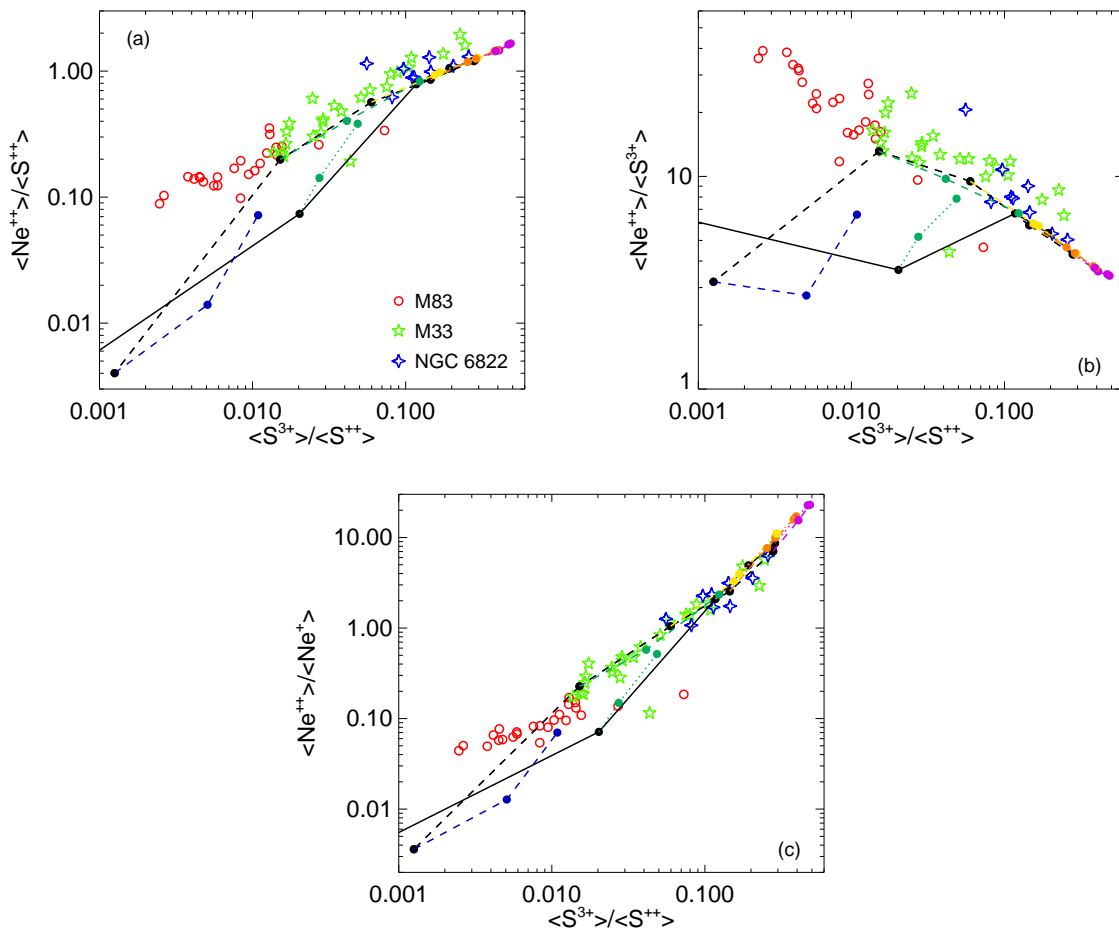 (a)
1.00
0.10
0.01
<Ne⁺⁺>/<S⁺⁺>
M83
M33
NGC 6822
0.001 0.010 0.100
<S³⁺>/<S⁺⁺>
10
1
<Ne⁺⁺>/<S³⁺>
(b)
0.001 0.010 0.100
<S³⁺>/<S⁺⁺>
10.00
1.00
0.10
0.01
<Ne⁺⁺>/<Ne⁺>
(c)
0.001 0.010 0.100
<S³⁺>/<S⁺⁺>